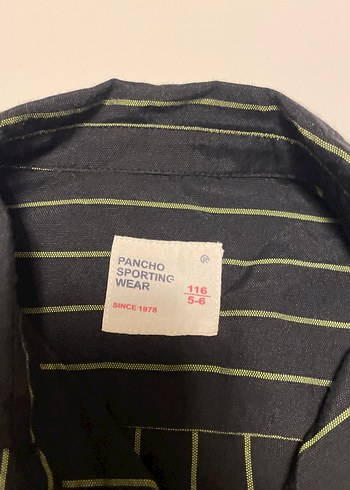 ®
PANCHO
SPORTING
WEAR
116
5-6
SINCE 1978